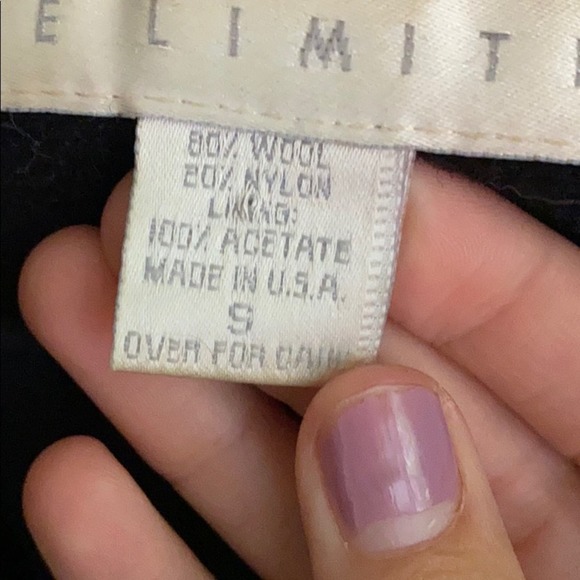 E LIMIT
80% WOOL
20% NYLON
LINING:
100% ACETATE
MADE IN U.S.A.
S
OVER FOR